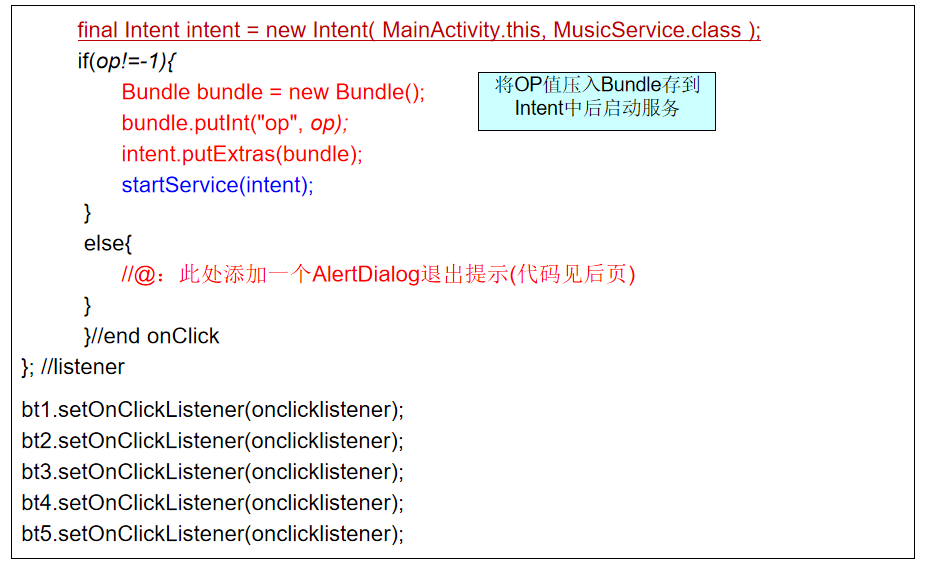 final Intent intent = new Intent( MainActivity.this, MusicService.class );
if(op!=-1){
Bundle bundle = new Bundle();
将OP值压入Bundle存到
Intent中后启动服务
bundle.putInt("op", op);
intent.putExtras(bundle);
startService(intent);
}
else{
//@：此处添加一个AlertDialog退出提示(代码见后页)
}
}//end onClick
}; //listener
bt1.setOnClickListener(onclicklistener);
bt2.setOnClickListener(onclicklistener);
bt3.setOnClickListener(onclicklistener);
bt4.setOnClickListener(onclicklistener);
bt5.setOnClickListener(onclicklistener);